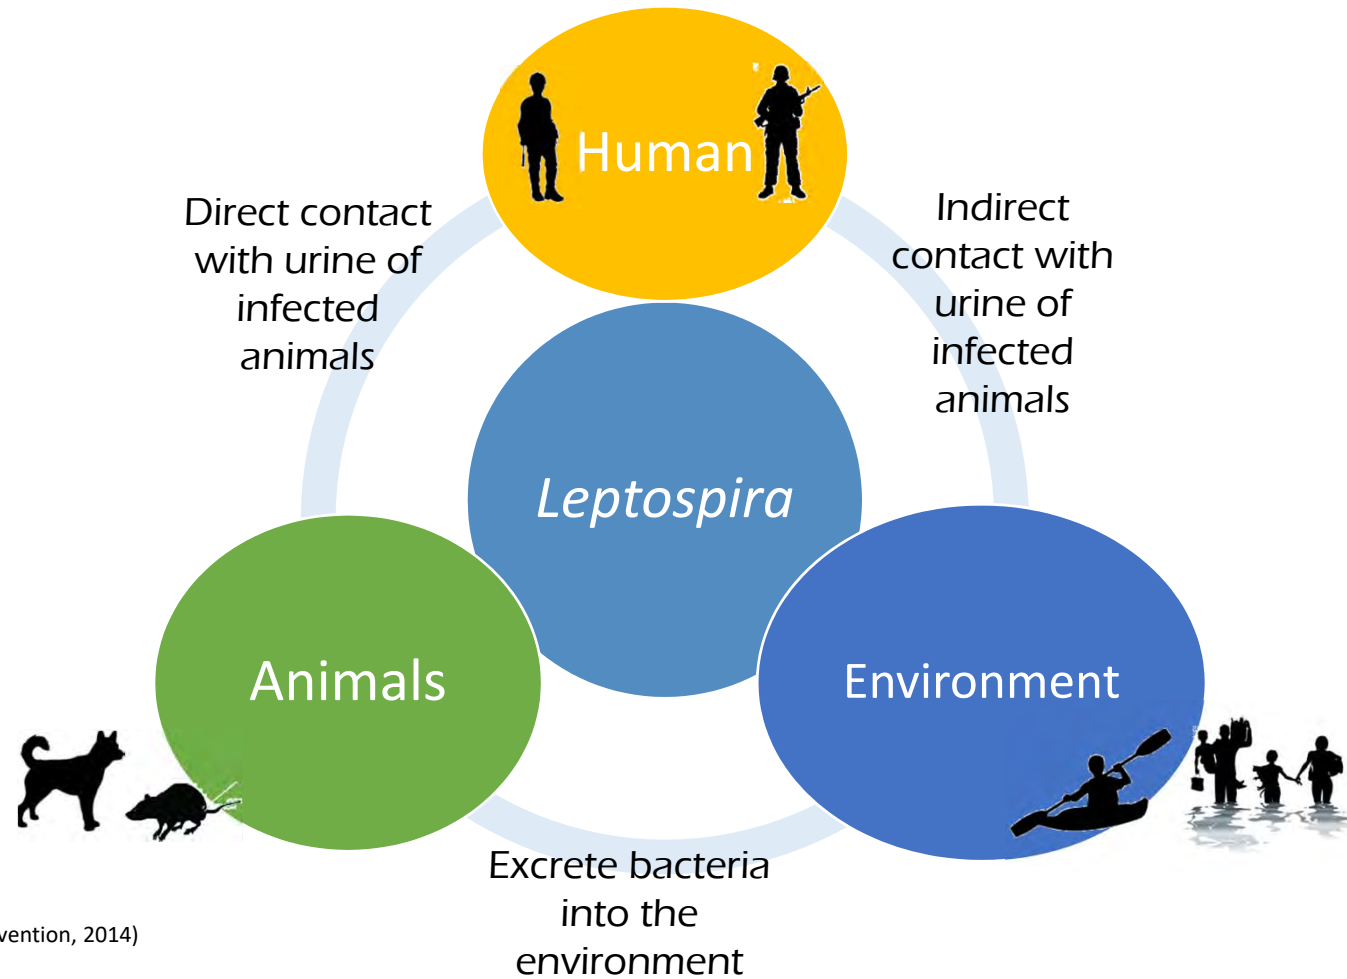 Human
Direct contact
with urine of
infected
animals
Indirect
contact with
urine of
infected
animals
Leptospira
Animals
Environment
Excrete bacteria
into the
environment
vention, 2014)